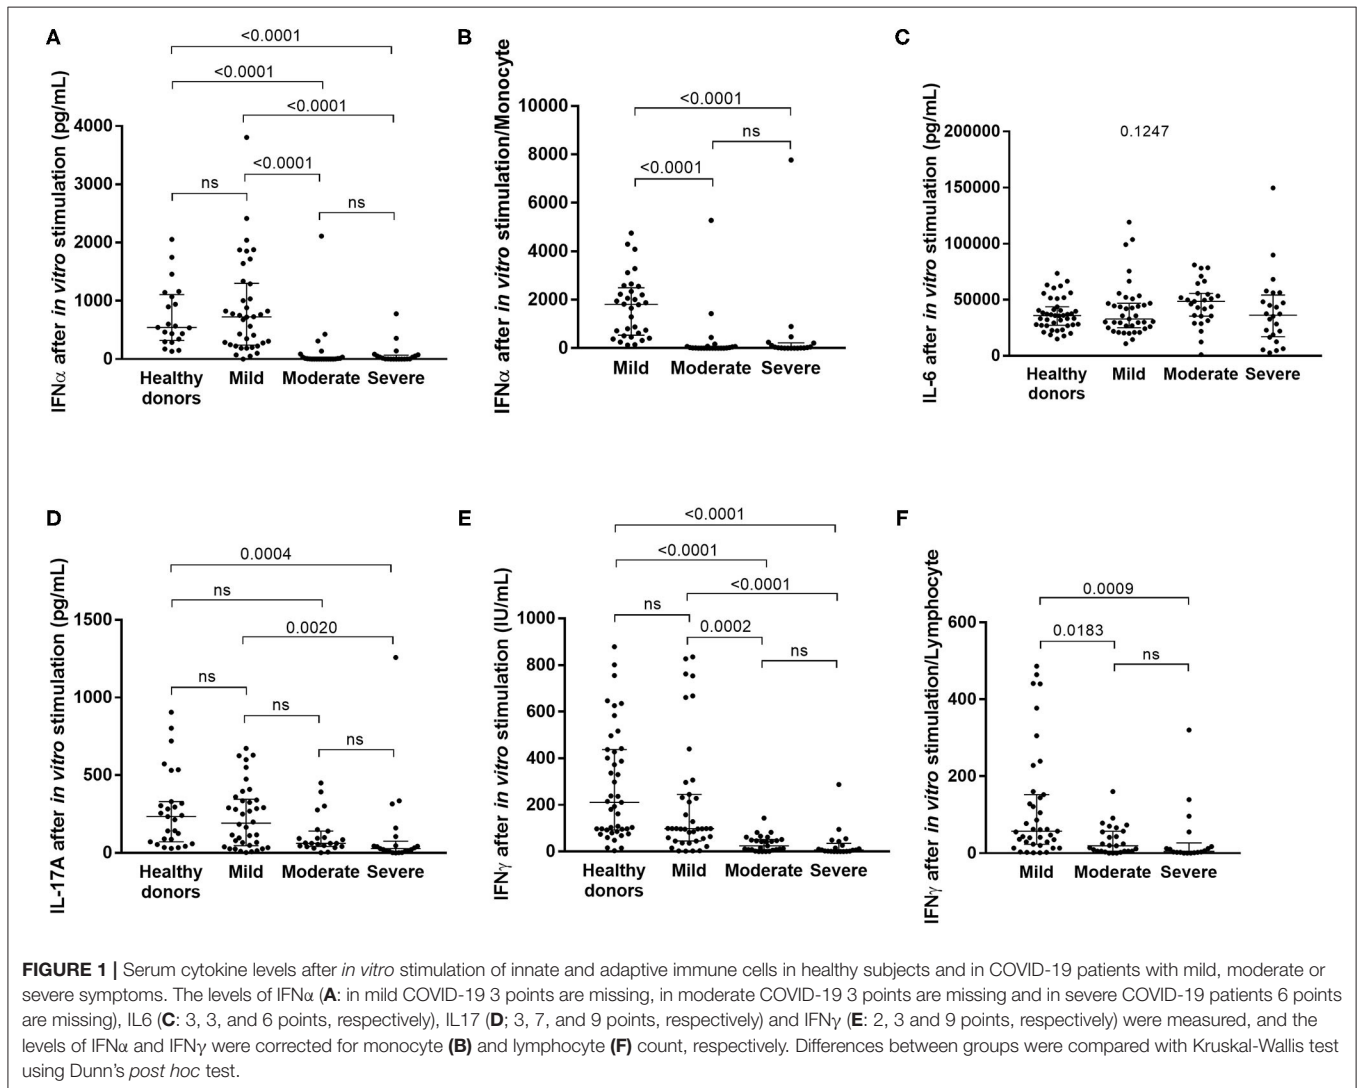 A
<0.0001
<0.0001
<0.0001
<0.0001
ns
ns
IFNα after in vitro stimulation (pg/mL)
4000
3000
2000
1000
0
Healthy donors
Mild
Moderate
Severe
B
<0.0001
ns
<0.0001
IFNα after in vitro stimulation/Monocyte
10000
8000
6000
4000
2000
0
Mild
Moderate
Severe
C
0.1247
IL-6 after in vitro stimulation (pg/mL)
200000
150000
100000
50000
0
Healthy donors
Mild
Moderate
Severe
D
0.0004
ns
0.0020
ns
ns
ns
IL-17A after in vitro stimulation (pg/mL)
1500
1000
500
0
Healthy donors
Mild
Moderate
Severe
E
<0.0001
<0.0001
<0.0001
ns
0.0002
ns
IFNγ after in vitro stimulation (IU/mL)
1000
800
600
400
200
0
Healthy donors
Mild
Moderate
Severe
F
0.0009
0.0183
ns
IFNγ after in vitro stimulation/Lymphocyte
600
400
200
0
Mild
Moderate
Severe
FIGURE 1 | Serum cytokine levels after in vitro stimulation of innate and adaptive immune cells in healthy subjects and in COVID-19 patients with mild, moderate or
severe symptoms. The levels of IFNα (A: in mild COVID-19 3 points are missing, in moderate COVID-19 3 points are missing and in severe COVID-19 patients 6 points
are missing), IL6 (C: 3, 3, and 6 points, respectively), IL17 (D; 3, 7, and 9 points, respectively) and IFNγ (E: 2, 3 and 9 points, respectively) were measured, and the
levels of IFNα and IFNγ were corrected for monocyte (B) and lymphocyte (F) count, respectively. Differences between groups were compared with Kruskal-Wallis test
using Dunn's post hoc test.